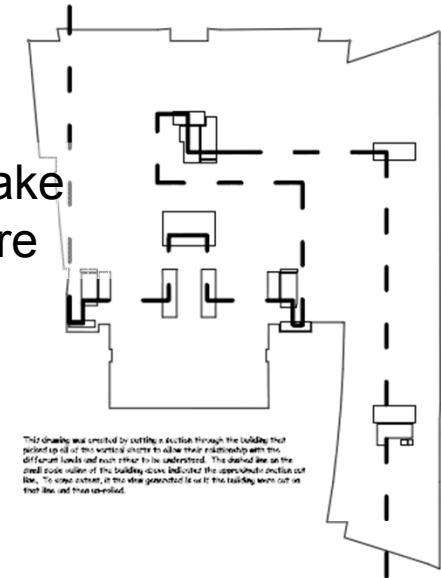 ake
re
This drawing was created by cutting a section through the building that
picked up all of the vertical shafts to allow their relationship with the
different levels and each other to be understood. The dashed line on the
small scale outline of the building above indicates the approximate section cut
line. To some extent, it the view generated is as if the building were cut on
that line and then un-rolled.